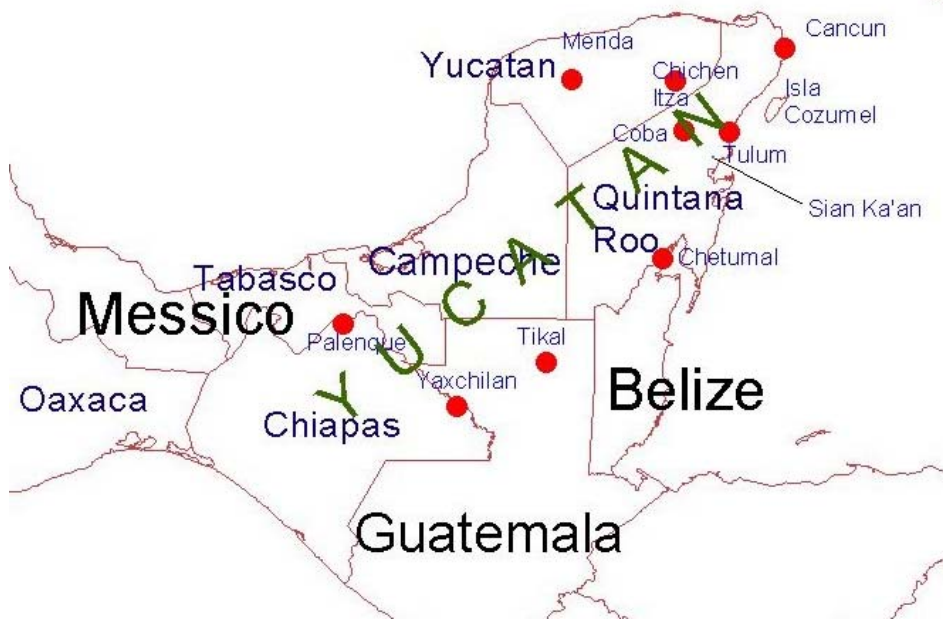 Cancun
Merida
Yucatan
Chichen
Itza
Isla
Cozumel
Coba
Tulum
YUCATAN
Quintana
Roo
Sian Ka'an
Chetumal
Campeche
Tabasco
Messico
Palenque
Tikal
Yaxchilan
Belize
Oaxaca
Chiapas
Guatemala